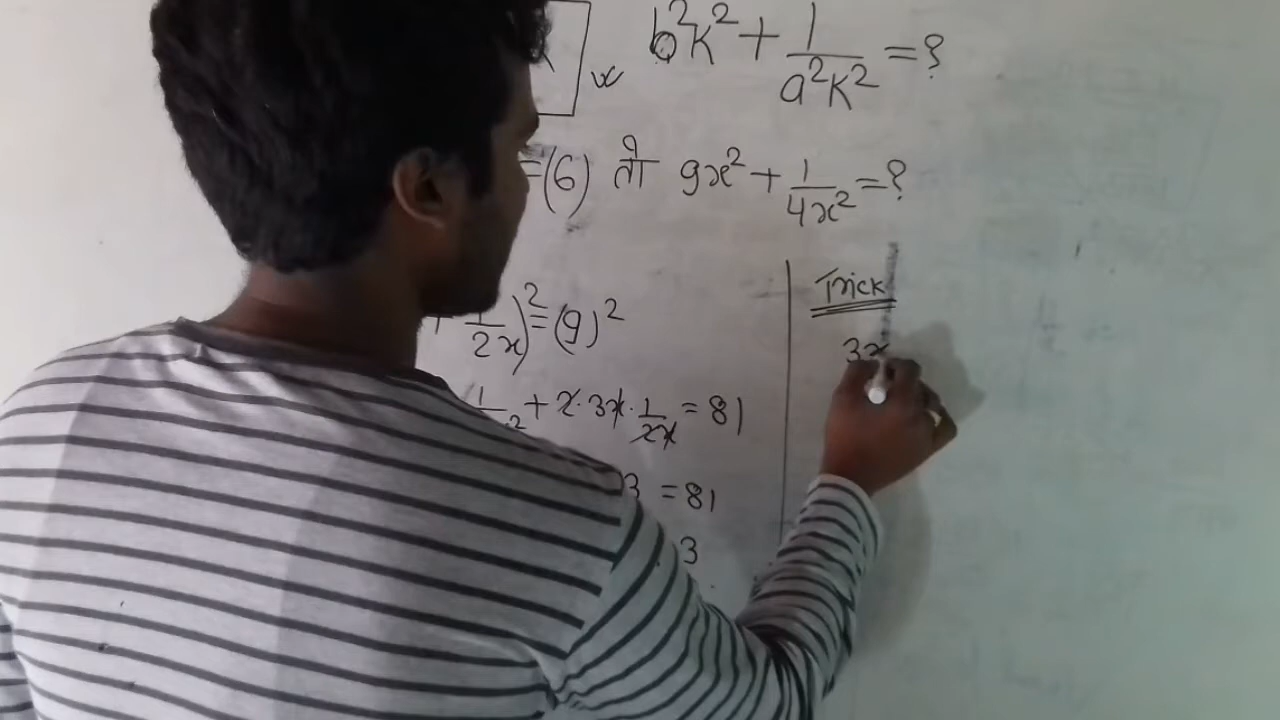 b²k² + 1/a²k² = ?
=(6) तो 9x² + 1/4x² = ?
+ 1/2x)² = (9)²
Trick
3x
1/ ² + 2·3x·1/2x = 81
3 = 81
3